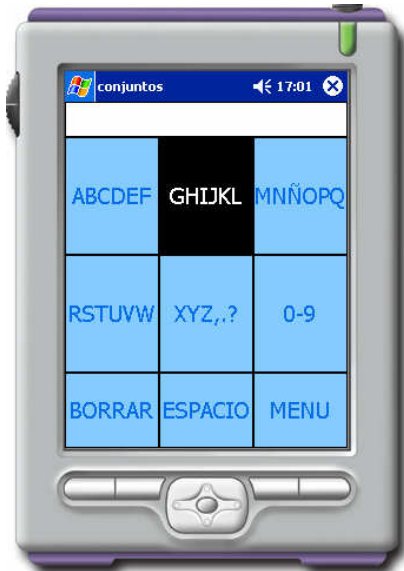 conjuntos 17:01
ABCDEF GHIJKL MNÑOPQ
RSTUVW XYZ,.? 0-9
BORRAR ESPACIO MENU